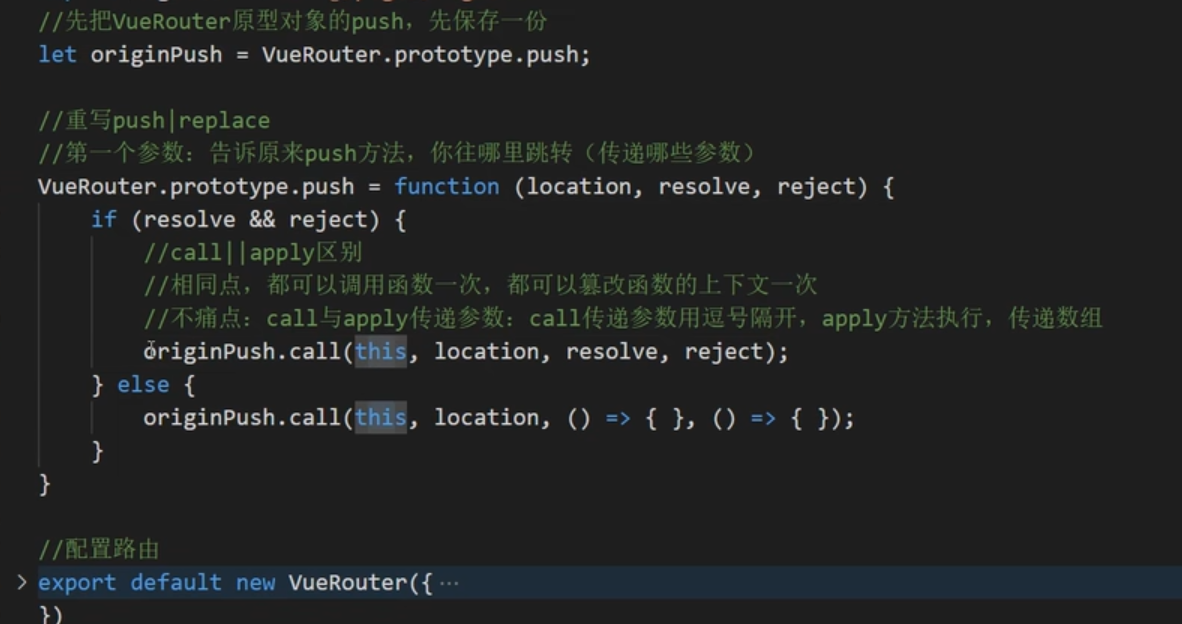 //先把VueRouter原型对象的push，先保存一份
let originPush = VueRouter.prototype.push;
//重写push|replace
//第一个参数：告诉原来push方法，你往哪里跳转（传递哪些参数）
VueRouter.prototype.push = function (location, resolve, reject) {
if (resolve && reject) {
//call||apply区别
//相同点，都可以调用函数一次，都可以篡改函数的上下文一次
//不痛点：call与apply传递参数：call传递参数用逗号隔开，apply方法执行，传递数组
originPush.call(this, location, resolve, reject);
} else {
originPush.call(this, location, () => { }, () => { });
}
}
//配置路由
export default new VueRouter({ ···
})